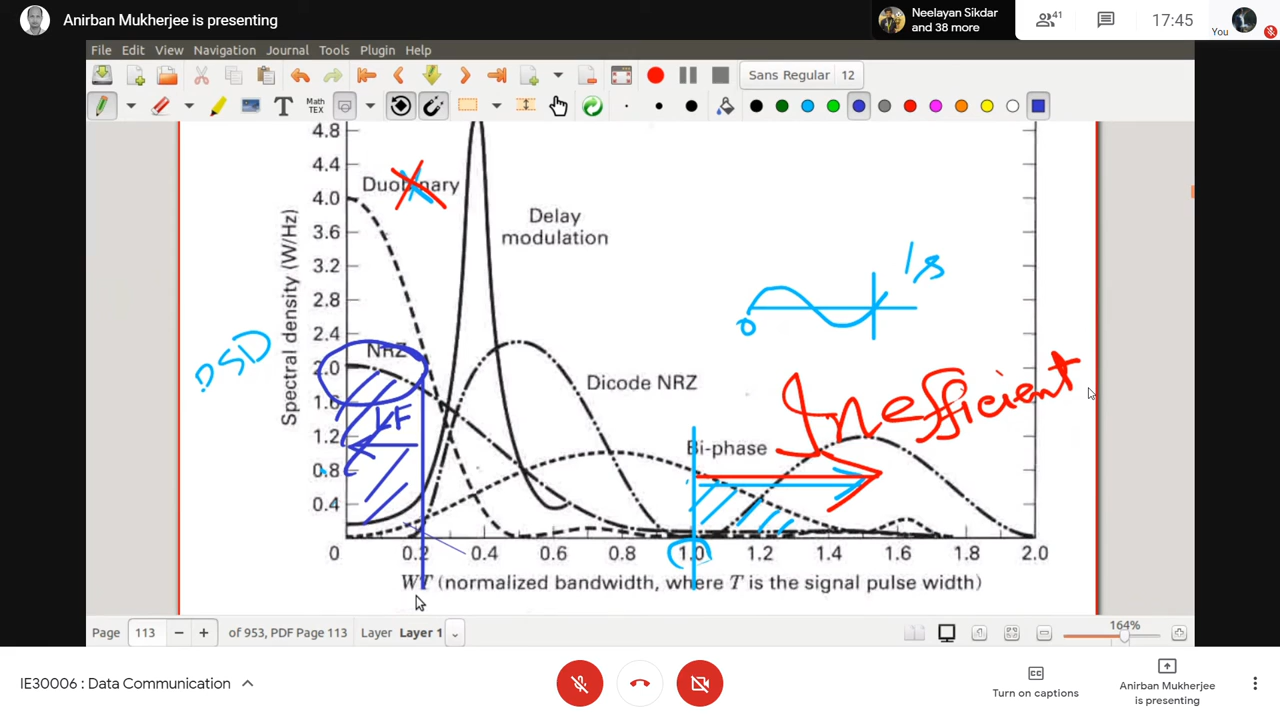 Anirban Mukherjee is presenting
Neelayan Sikdar
and 38 more
41
17:45
You
File Edit View Navigation Journal Tools Plugin Help
Sans Regular 12
T Math TEX
4.8
4.4
Duobinary
4.0
Delay
modulation
3.6
3.2
2.8
2.4
NRZ
2.0
1.6
1.2
0.8
0.4
Spectral density (W/Hz)
PSD
LF
0
1/s
Dicode NRZ
Inefficient
Bi-phase
0 0.2 0.4 0.6 0.8 1.0 1.2 1.4 1.6 1.8 2.0
WT (normalized bandwidth, where T is the signal pulse width)
Page 113 − + of 953, PDF Page 113 Layer Layer 1
164%
IE30006 : Data Communication
Turn on captions
Anirban Mukherjee
is presenting